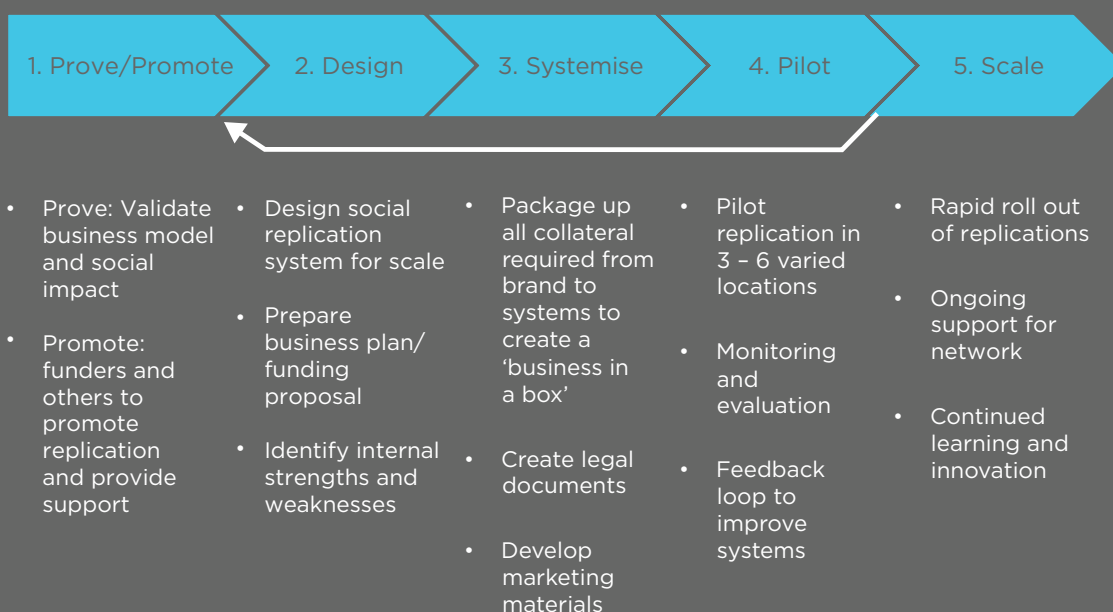 1. Prove/Promote
2. Design
3. Systemise
4. Pilot
5. Scale
• Prove: Validate
business model
and social
impact
• Promote:
funders and
others to
promote
replication
and provide
support
• Design social
replication
system for scale
• Prepare
business plan/
funding
proposal
• Identify internal
strengths and
weaknesses
• Package up
all collateral
required from
brand to
systems to
create a
‘business in
a box’
• Create legal
documents
• Develop
marketing
materials
• Pilot
replication in
3 – 6 varied
locations
• Monitoring
and
evaluation
• Feedback
loop to
improve
systems
• Rapid roll out
of replications
• Ongoing
support for
network
• Continued
learning and
innovation